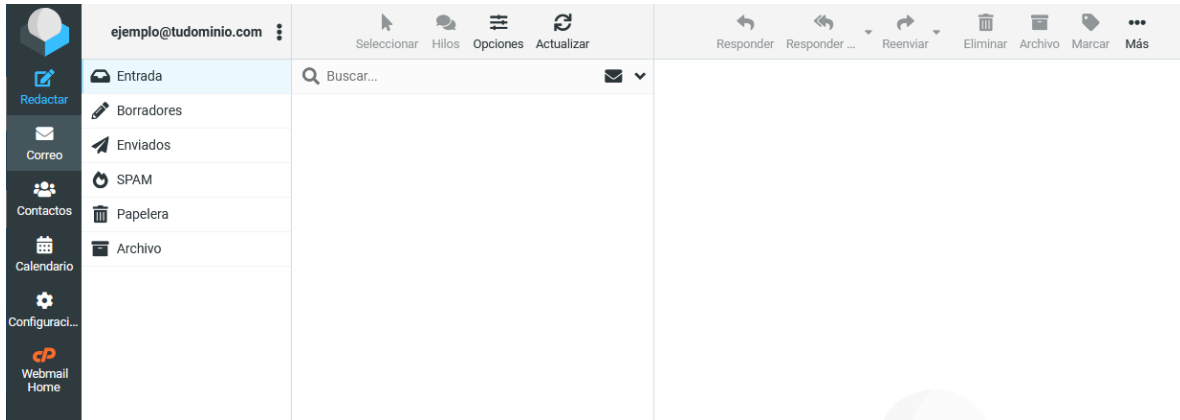 ejemplo@tudominio.com
Seleccionar Hilos Opciones Actualizar
Responder Responder ... Reenviar Eliminar Archivo Marcar Más
Redactar
Correo
Contactos
Calendario
Configuraci...
cP
Webmail
Home
Entrada
Borradores
Enviados
SPAM
Papelera
Archivo
Buscar...